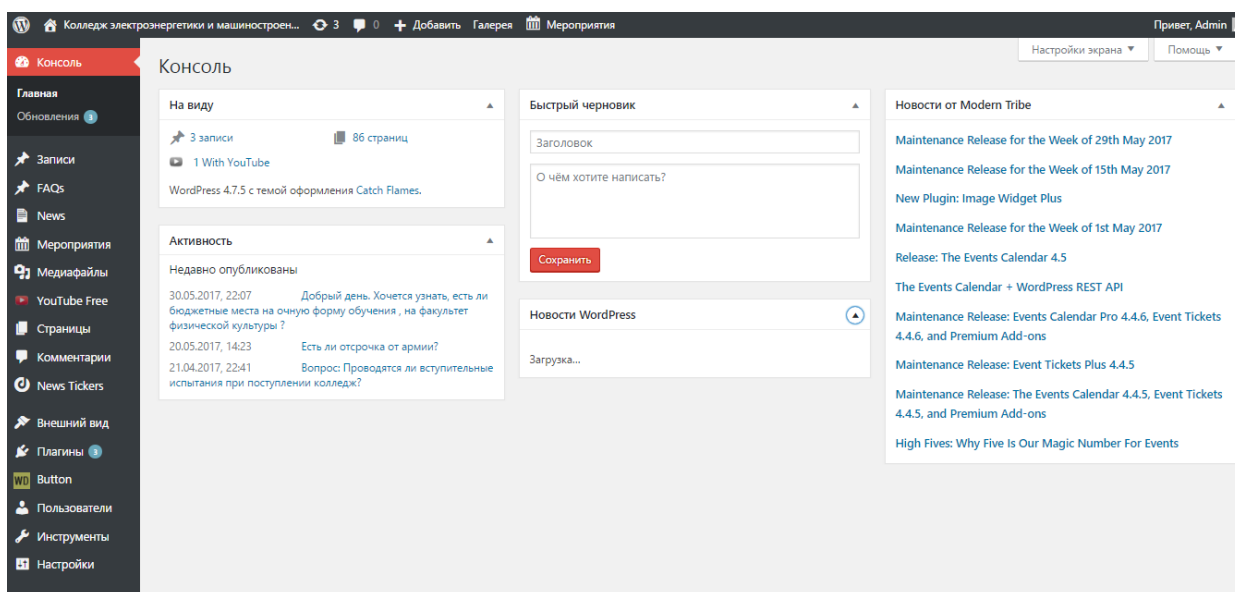 Колледж электроэнергетики и машиностроен... 3 0 + Добавить Галерея Мероприятия Привет, Admin
Настройки экрана ▼ Помощь ▼
Консоль
Главная
Обновления 3
Записи
FAQs
News
Мероприятия
Медиафайлы
YouTube Free
Страницы
Комментарии
News Tickers
Внешний вид
Плагины 3
WD Button
Пользователи
Инструменты
Настройки
Консоль
На виду
3 записи 86 страниц
1 With YouTube
WordPress 4.7.5 с темой оформления Catch Flames.
Активность
Недавно опубликованы
30.05.2017, 22:07 Добрый день. Хочется узнать, есть ли
бюджетные места на очную форму обучения , на факультет
физической культуры ?
20.05.2017, 14:23 Есть ли отсрочка от армии?
21.04.2017, 22:41 Вопрос: Проводятся ли вступительные
испытания при поступлении колледж?
Быстрый черновик
Заголовок
О чём хотите написать?
Сохранить
Новости WordPress
Загрузка...
Новости от Modern Tribe
Maintenance Release for the Week of 29th May 2017
Maintenance Release for the Week of 15th May 2017
New Plugin: Image Widget Plus
Maintenance Release for the Week of 1st May 2017
Release: The Events Calendar 4.5
The Events Calendar + WordPress REST API
Maintenance Release: Events Calendar Pro 4.4.6, Event Tickets
4.4.6, and Premium Add-ons
Maintenance Release: Event Tickets Plus 4.4.5
Maintenance Release: The Events Calendar 4.4.5, Event Tickets
4.4.5, and Premium Add-ons
High Fives: Why Five Is Our Magic Number For Events